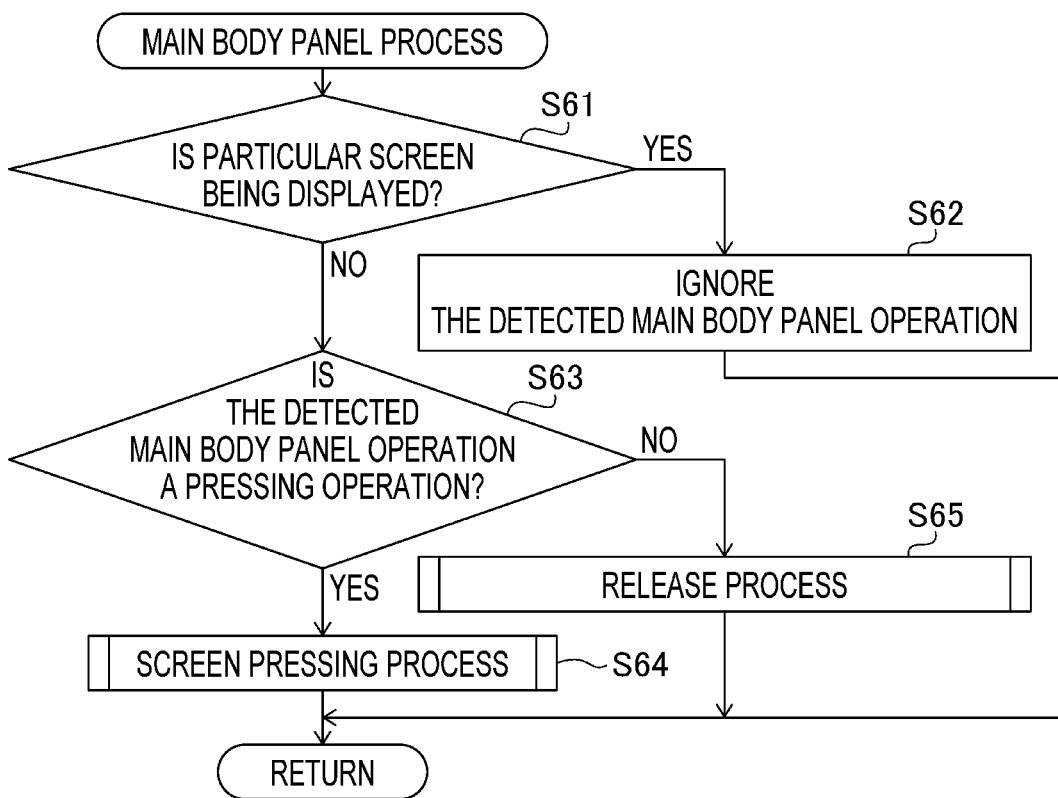 MAIN BODY PANEL PROCESS
S61
IS PARTICULAR SCREEN
BEING DISPLAYED?
YES
NO
S62
IGNORE
THE DETECTED MAIN BODY PANEL OPERATION
S63
IS
THE DETECTED
MAIN BODY PANEL OPERATION
A PRESSING OPERATION?
NO
YES
S65
RELEASE PROCESS
SCREEN PRESSING PROCESS
S64
RETURN